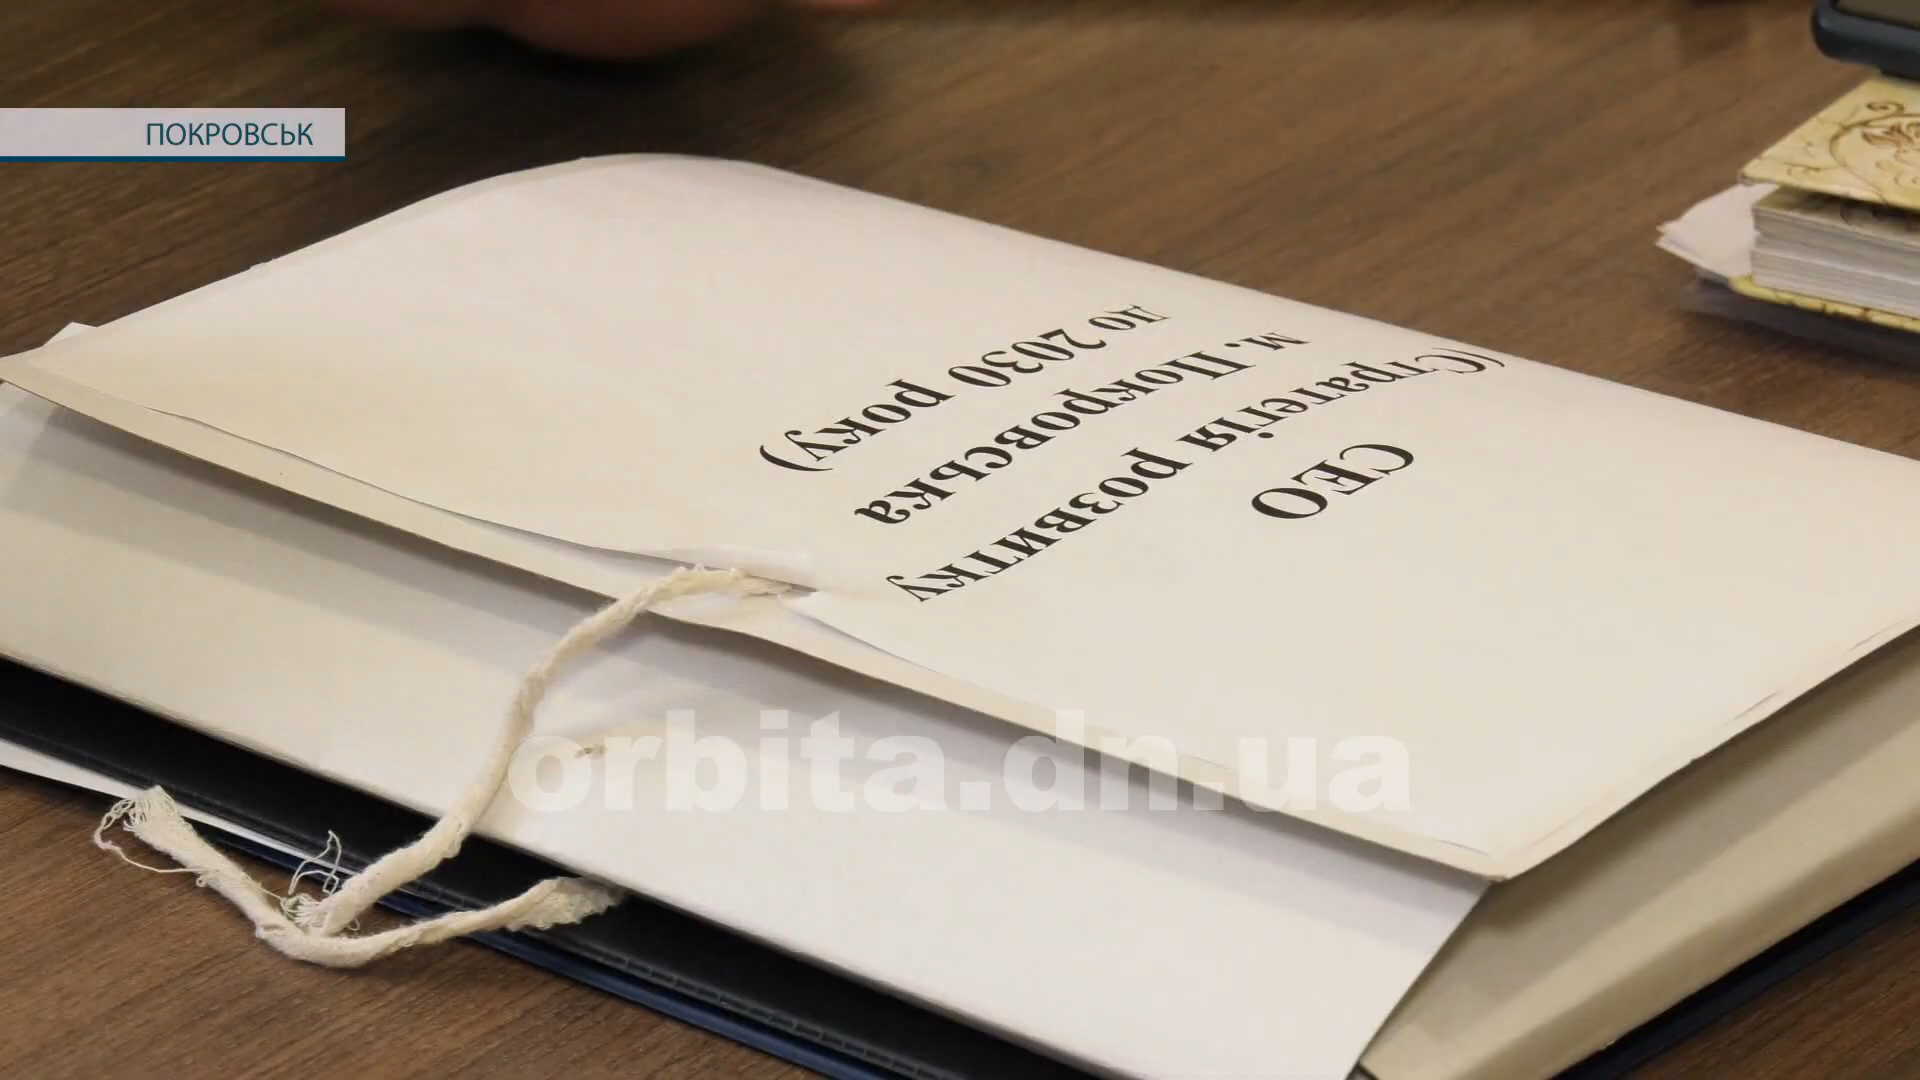 ПОКРОВСЬК
СЕО
(Стратегія розвитку
м. Покровська
до 2030 року)
orbita.dn.ua